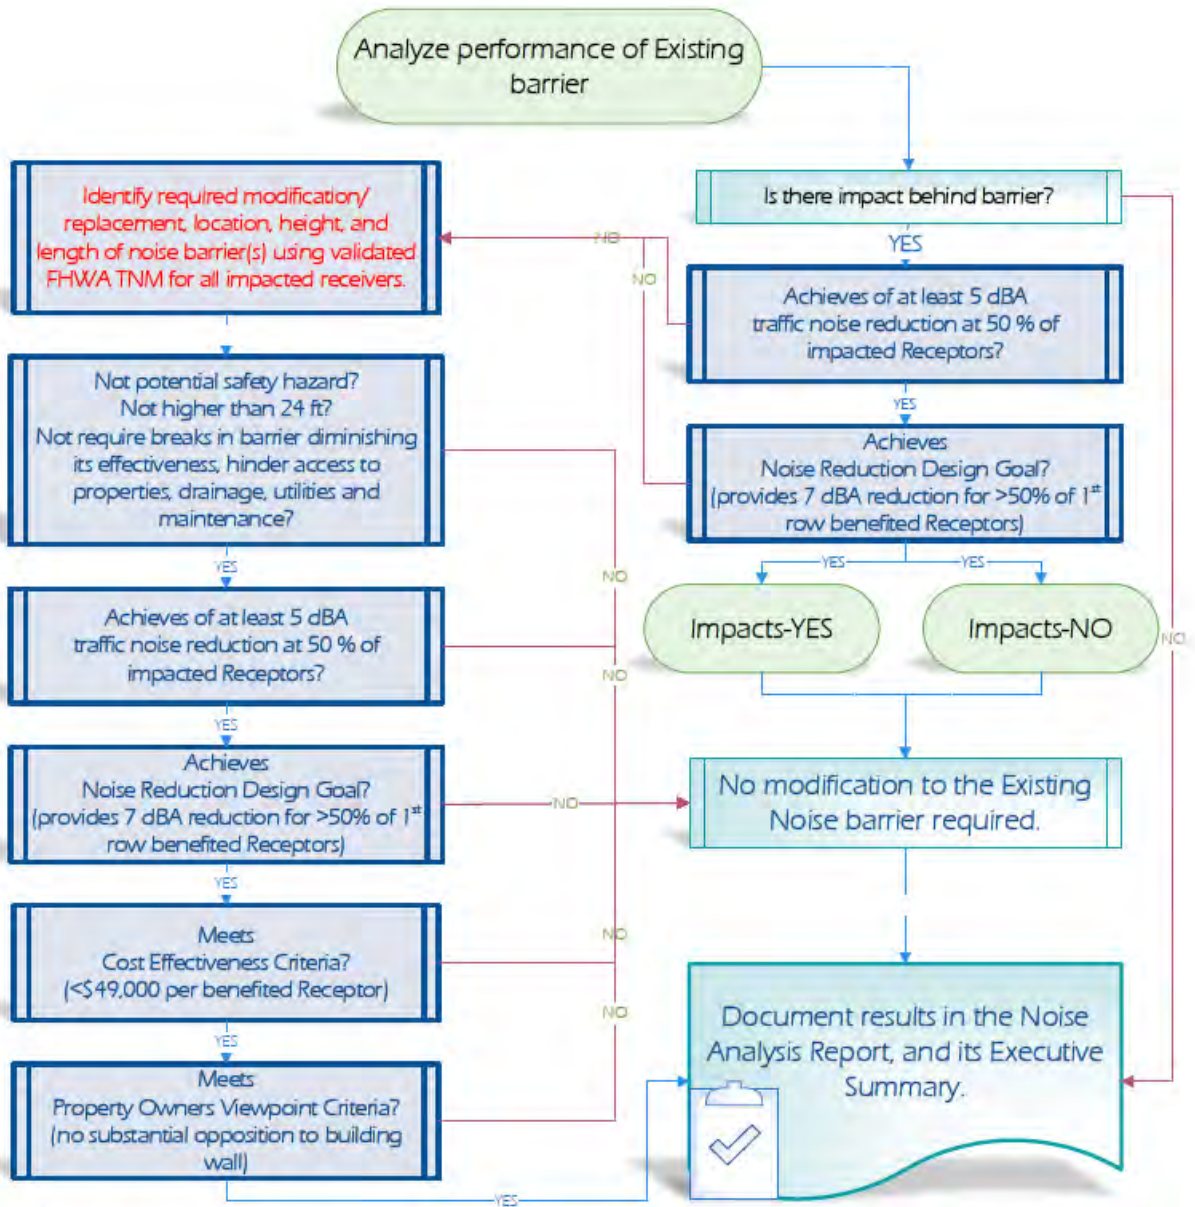 Analyze performance of Existing
barrier
Is there impact behind barrier?
YES
NO
Achieves of at least 5 dBA
traffic noise reduction at 50 % of
impacted Receptors?
NO
YES
Achieves
Noise Reduction Design Goal?
(provides 7 dBA reduction for >50% of 1st
row benefited Receptors)
NO
YES
YES
Impacts-YES
Impacts-NO
No modification to the Existing
Noise barrier required.
Document results in the Noise
Analysis Report, and its Executive
Summary.
Identify required modification/
replacement, location, height, and
length of noise barrier(s) using validated
FHWA TNM for all impacted receivers.
Not potential safety hazard?
Not higher than 24 ft?
Not require breaks in barrier diminishing
its effectiveness, hinder access to
properties, drainage, utilities and
maintenance?
NO
YES
Achieves of at least 5 dBA
traffic noise reduction at 50 % of
impacted Receptors?
NO
YES
Achieves
Noise Reduction Design Goal?
(provides 7 dBA reduction for >50% of 1st
row benefited Receptors)
NO
YES
Meets
Cost Effectiveness Criteria?
(<$49,000 per benefited Receptor)
NO
YES
Meets
Property Owners Viewpoint Criteria?
(no substantial opposition to building
wall)
NO
YES